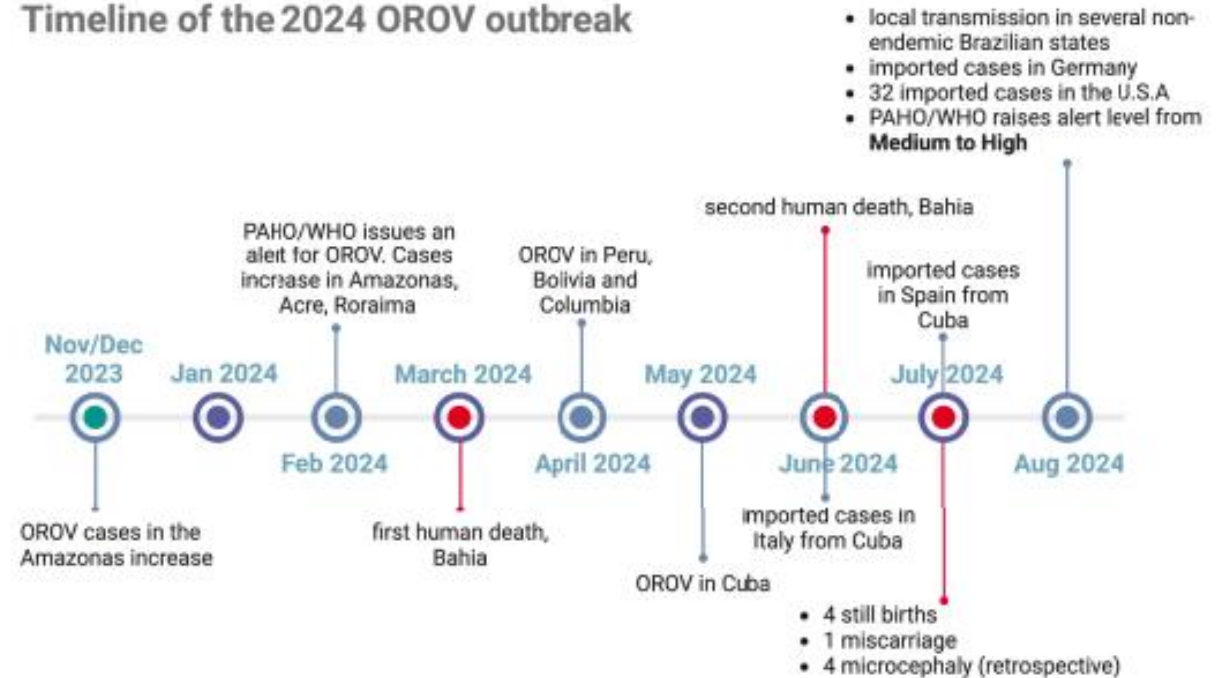 Timeline of the 2024 OROV outbreak
• local transmission in several non-
endemic Brazilian states
• imported cases in Germany
• 32 imported cases in the U.S.A
• PAHO/WHO raises alert level from
Medium to High
second human death, Bahia
PAHO/WHO issues an
alert for OROV. Cases
increase in Amazonas,
Acre, Roraima
OROV in Peru,
Bolivia and
Columbia
imported cases
in Spain from
Cuba
Nov/Dec
2023
Jan 2024
March 2024
May 2024
July 2024
Feb 2024
April 2024
June 2024
Aug 2024
OROV cases in the
Amazonas increase
first human death,
Bahia
imported cases in
Italy from Cuba
OROV in Cuba
• 4 still births
• 1 miscarriage
• 4 microcephaly (retrospective)